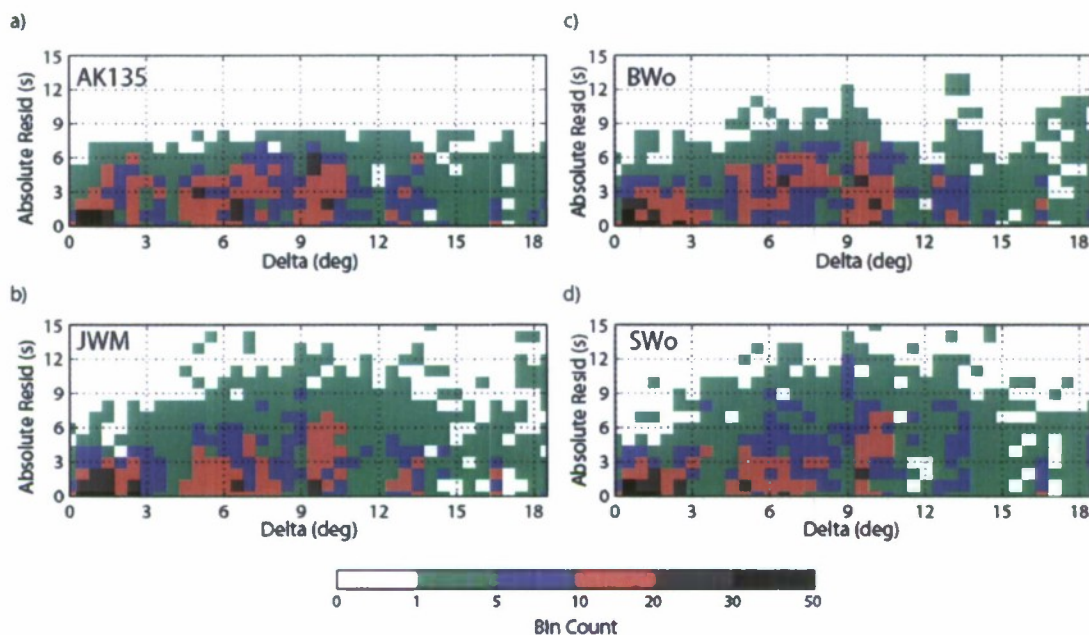 a)
15
12
9
6
3
0
Absolute Resid (s)
AK135
0 3 6 9 12 15 18
Delta (deg)
c)
15
12
9
6
3
0
Absolute Resid (s)
BWo
0 3 6 9 12 15 18
Delta (deg)
b)
15
12
9
6
3
0
Absolute Resid (s)
JWM
0 3 6 9 12 15 18
Delta (deg)
d)
15
12
9
6
3
0
Absolute Resid (s)
SWo
0 3 6 9 12 15 18
Delta (deg)
0 1 5 10 20 30 50
Bin Count